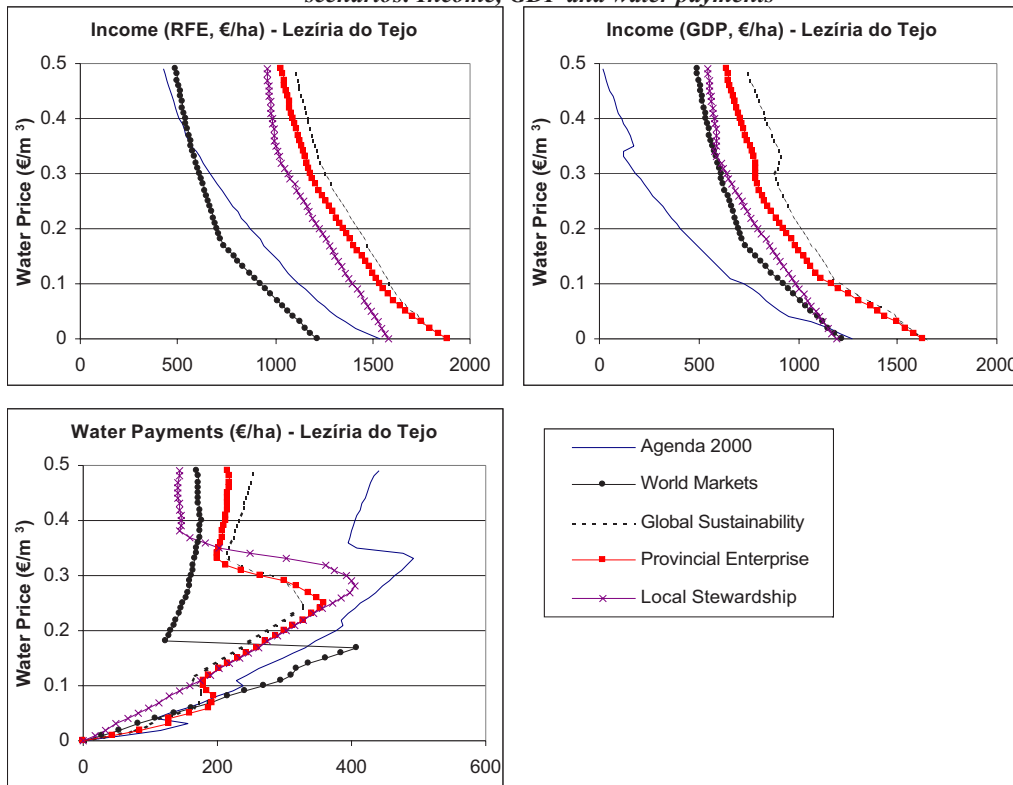 scenarios: Income, GDP and water payments
Income (RFE, €/ha) - Lezíria do Tejo
Water Price (€/m ³)
0.5
0.4
0.3
0.2
0.1
0
0
500
1000
1500
2000
Income (GDP, €/ha) - Lezíria do Tejo
Water Price (€/m ³)
0.5
0.4
0.3
0.2
0.1
0
0
500
1000
1500
2000
Water Payments (€/ha) - Lezíria do Tejo
Water Price (€/m ³)
0.5
0.4
0.3
0.2
0.1
0
0
200
400
600
Agenda 2000
World Markets
Global Sustainability
Provincial Enterprise
Local Stewardship